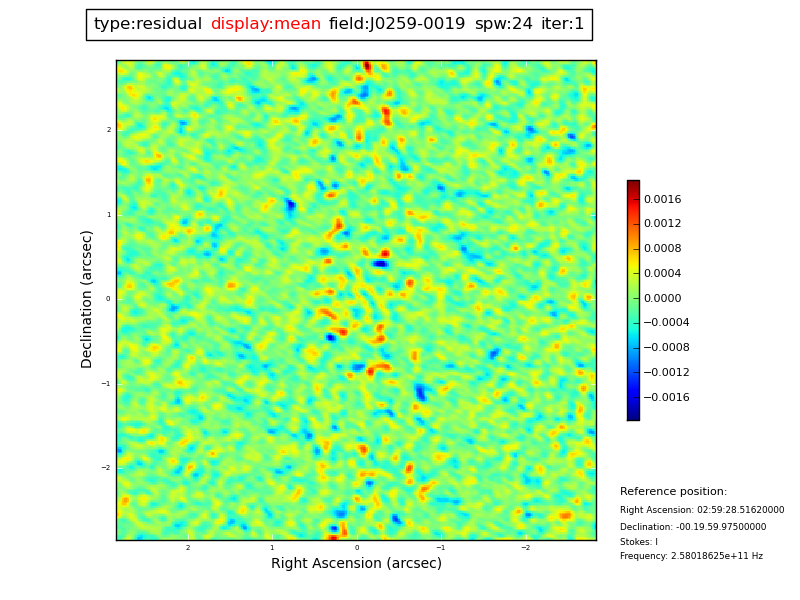 type:residual display:mean field:J0259-0019 spw:24 iter:1
2
1
0
−1
−2
Declination (arcsec)
2
1
0
−1
−2
Right Ascension (arcsec)
0.0016
0.0012
0.0008
0.0004
0.0000
−0.0004
−0.0008
−0.0012
−0.0016
Reference position:
Right Ascension: 02:59:28.51620000
Declination: -00.19.59.97500000
Stokes: I
Frequency: 2.58018625e+11 Hz